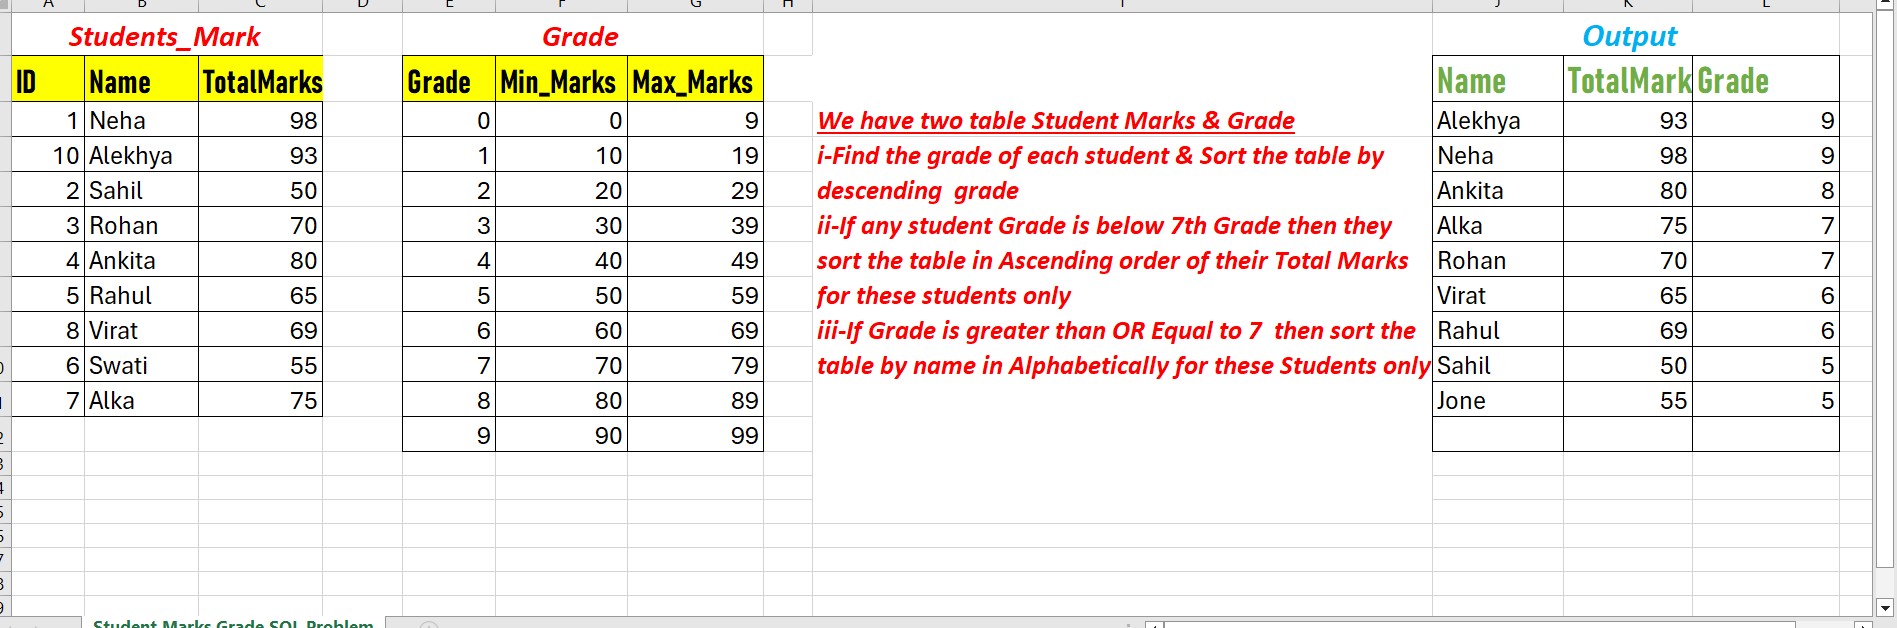 A B C D E F G H I J K L
Students_Mark Grade Output
ID Name TotalMarks Grade Min_Marks Max_Marks Name TotalMark Grade
1 Neha 98 0 0 9 We have two table Student Marks & Grade Alekhya 93 9
10 Alekhya 93 1 10 19 i-Find the grade of each student & Sort the table by Neha 98 9
2 Sahil 50 2 20 29 descending grade Ankita 80 8
3 Rohan 70 3 30 39 ii-If any student Grade is below 7th Grade then they Alka 75 7
4 Ankita 80 4 40 49 sort the table in Ascending order of their Total Marks Rohan 70 7
5 Rahul 65 5 50 59 for these students only Virat 65 6
8 Virat 69 6 60 69 iii-If Grade is greater than OR Equal to 7 then sort the Rahul 69 6
6 Swati 55 7 70 79 table by name in Alphabetically for these Students only Sahil 50 5
7 Alka 75 8 80 89 Jone 55 5
9 90 99
Student Marks Grade SQL Problem